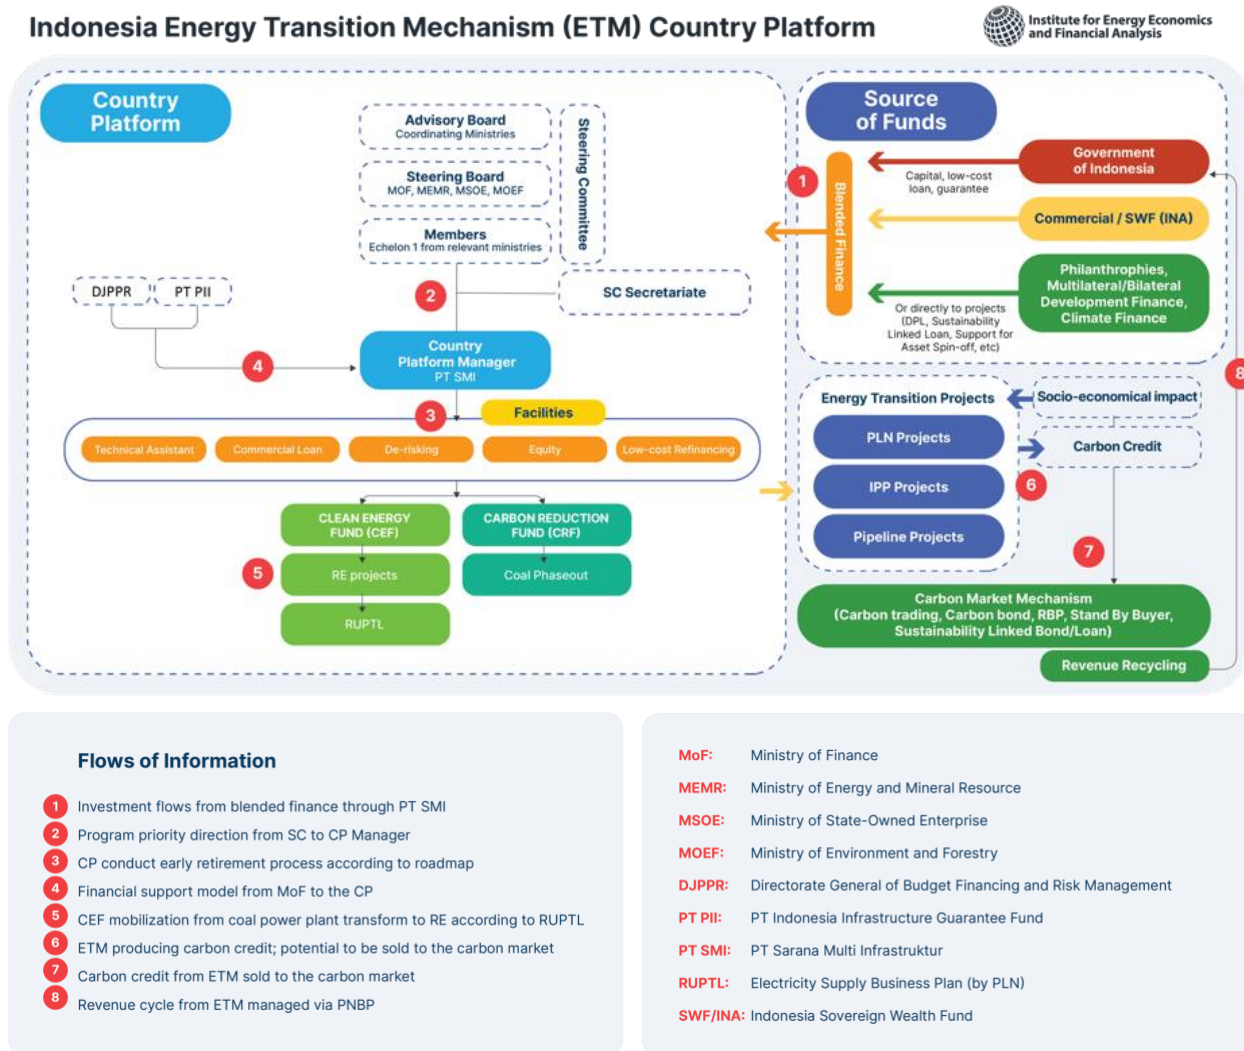 Indonesia Energy Transition Mechanism (ETM) Country Platform
Institute for Energy Economics
and Financial Analysis
Country
Platform
Advisory Board
Coordinating Ministries
Steering Board
MOF, MEMR, MSOE, MOEF
Members
Echelon 1 from relevant ministries
Steering Committee
DJPPR
PT PII
2
SC Secretariate
4
Country
Platform Manager
PT SMI
3
Facilities
Technical Assistant
Commercial Loan
De-risking
Equity
Low-cost Refinancing
CLEAN ENERGY
FUND (CEF)
CARBON REDUCTION
FUND (CRF)
5
RE projects
Coal Phaseout
RUPTL
Source
of Funds
1
Blended Finance
Government
of Indonesia
Capital, low-cost
loan, guarantee
Commercial / SWF (INA)
Philanthrophies,
Multilateral/Bilateral
Development Finance,
Climate Finance
Or directly to projects
(DPL, Sustainability
Linked Loan, Support for
Asset Spin-off, etc)
8
Energy Transition Projects
Socio-economical impact
PLN Projects
Carbon Credit
IPP Projects
6
Pipeline Projects
7
Carbon Market Mechanism
(Carbon trading, Carbon bond, RBP, Stand By Buyer,
Sustainability Linked Bond/Loan)
Revenue Recycling
Flows of Information
1 Investment flows from blended finance through PT SMI
2 Program priority direction from SC to CP Manager
3 CP conduct early retirement process according to roadmap
4 Financial support model from MoF to the CP
5 CEF mobilization from coal power plant transform to RE according to RUPTL
6 ETM producing carbon credit; potential to be sold to the carbon market
7 Carbon credit from ETM sold to the carbon market
8 Revenue cycle from ETM managed via PNBP
MoF: Ministry of Finance
MEMR: Ministry of Energy and Mineral Resource
MSOE: Ministry of State-Owned Enterprise
MOEF: Ministry of Environment and Forestry
DJPPR: Directorate General of Budget Financing and Risk Management
PT PII: PT Indonesia Infrastructure Guarantee Fund
PT SMI: PT Sarana Multi Infrastruktur
RUPTL: Electricity Supply Business Plan (by PLN)
SWF/INA: Indonesia Sovereign Wealth Fund